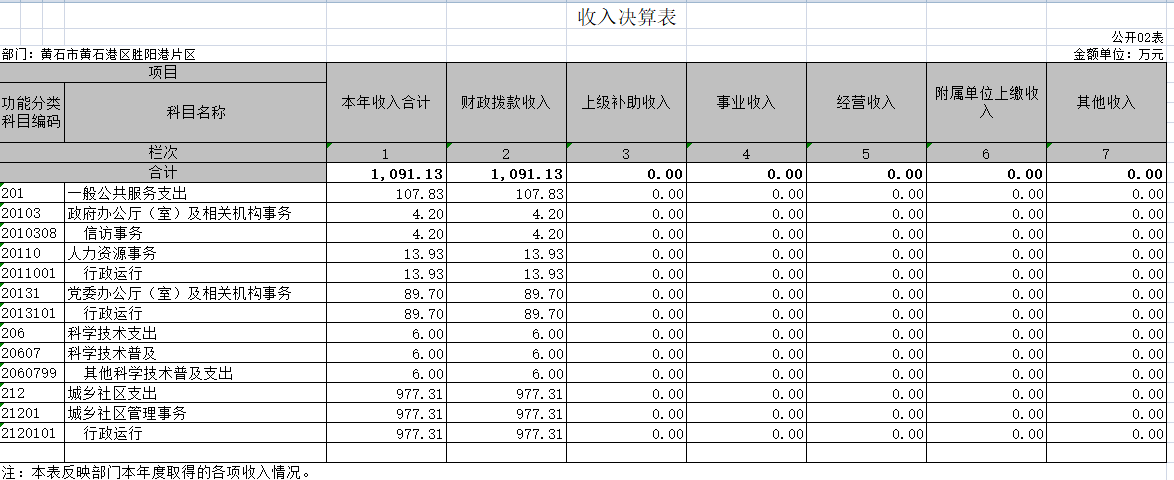 收入决算表
公开02表
部门：黄石市黄石港区胜阳港片区 金额单位：万元
项目 本年收入合计 财政拨款收入 上级补助收入 事业收入 经营收入 附属单位上缴收入 其他收入
功能分类科目编码 科目名称
栏次 1 2 3 4 5 6 7
合计 1,091.13 1,091.13 0.00 0.00 0.00 0.00 0.00
201 一般公共服务支出 107.83 107.83 0.00 0.00 0.00 0.00 0.00
20103 政府办公厅（室）及相关机构事务 4.20 4.20 0.00 0.00 0.00 0.00 0.00
2010308 信访事务 4.20 4.20 0.00 0.00 0.00 0.00 0.00
20110 人力资源事务 13.93 13.93 0.00 0.00 0.00 0.00 0.00
2011001 行政运行 13.93 13.93 0.00 0.00 0.00 0.00 0.00
20131 党委办公厅（室）及相关机构事务 89.70 89.70 0.00 0.00 0.00 0.00 0.00
2013101 行政运行 89.70 89.70 0.00 0.00 0.00 0.00 0.00
206 科学技术支出 6.00 6.00 0.00 0.00 0.00 0.00 0.00
20607 科学技术普及 6.00 6.00 0.00 0.00 0.00 0.00 0.00
2060799 其他科学技术普及支出 6.00 6.00 0.00 0.00 0.00 0.00 0.00
212 城乡社区支出 977.31 977.31 0.00 0.00 0.00 0.00 0.00
21201 城乡社区管理事务 977.31 977.31 0.00 0.00 0.00 0.00 0.00
2120101 行政运行 977.31 977.31 0.00 0.00 0.00 0.00 0.00
注：本表反映部门本年度取得的各项收入情况。